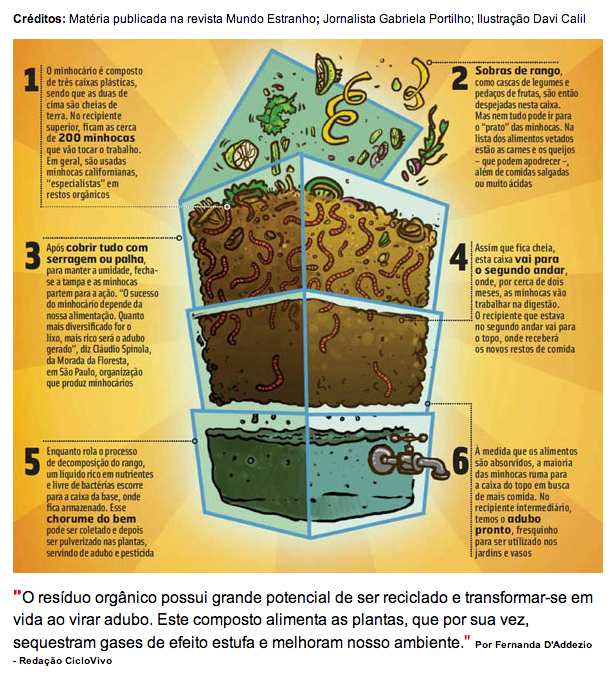 Créditos: Matéria publicada na revista Mundo Estranho; Jornalista Gabriela Portilho; Ilustração Davi Calil
1
O minhocário é composto
de três caixas plásticas,
sendo que as duas de
cima são cheias de
terra. No recipiente
superior, ficam as cerca
de 200 minhocas
que vão tocar o trabalho.
Em geral, são usadas
minhocas californianas,
"especialistas" em
restos orgânicos
2
Sobras de rango,
como cascas de legumes e
pedaços de frutas, são então
despejadas nesta caixa.
Mas nem tudo pode ir para
o "prato" das minhocas. Na
lista dos alimentos vetados
estão as carnes e os queijos
– que podem apodrecer –,
além de comidas salgadas
ou muito ácidas
3
Após cobrir tudo com
serragem ou palha,
para manter a umidade, fecha-
se a tampa e as minhocas
partem para a ação. "O sucesso
do minhocário depende da
nossa alimentação. Quanto
mais diversificado for o
lixo, mais rico será o adubo
gerado", diz Cláudio Spinola,
da Morada da Floresta,
em São Paulo, organização
que produz minhocários
4
Assim que fica cheia,
esta caixa vai para
o segundo andar,
onde, por cerca de dois
meses, as minhocas vão
trabalhar na digestão.
O recipiente que estava
no segundo andar vai para
o topo, onde receberá
os novos restos de comida
5
Enquanto rola o processo
de decomposição do rango,
um líquido rico em nutrientes
e livre de bactérias escorre
para a caixa da base, onde
fica armazenado. Esse
chorume do bem
pode ser coletado e depois
ser pulverizado nas plantas,
servindo de adubo e pesticida
6
À medida que os alimentos
são absorvidos, a maioria
das minhocas ruma para
a caixa do topo em busca
de mais comida. No
recipiente intermediário,
temos o adubo
pronto, fresquinho
para ser utilizado nos
jardins e vasos
"O resíduo orgânico possui grande potencial de ser reciclado e transformar-se em
vida ao virar adubo. Este composto alimenta as plantas, que por sua vez,
sequestram gases de efeito estufa e melhoram nosso ambiente." Por Fernanda D'Addezio
- Redação CicloVivo